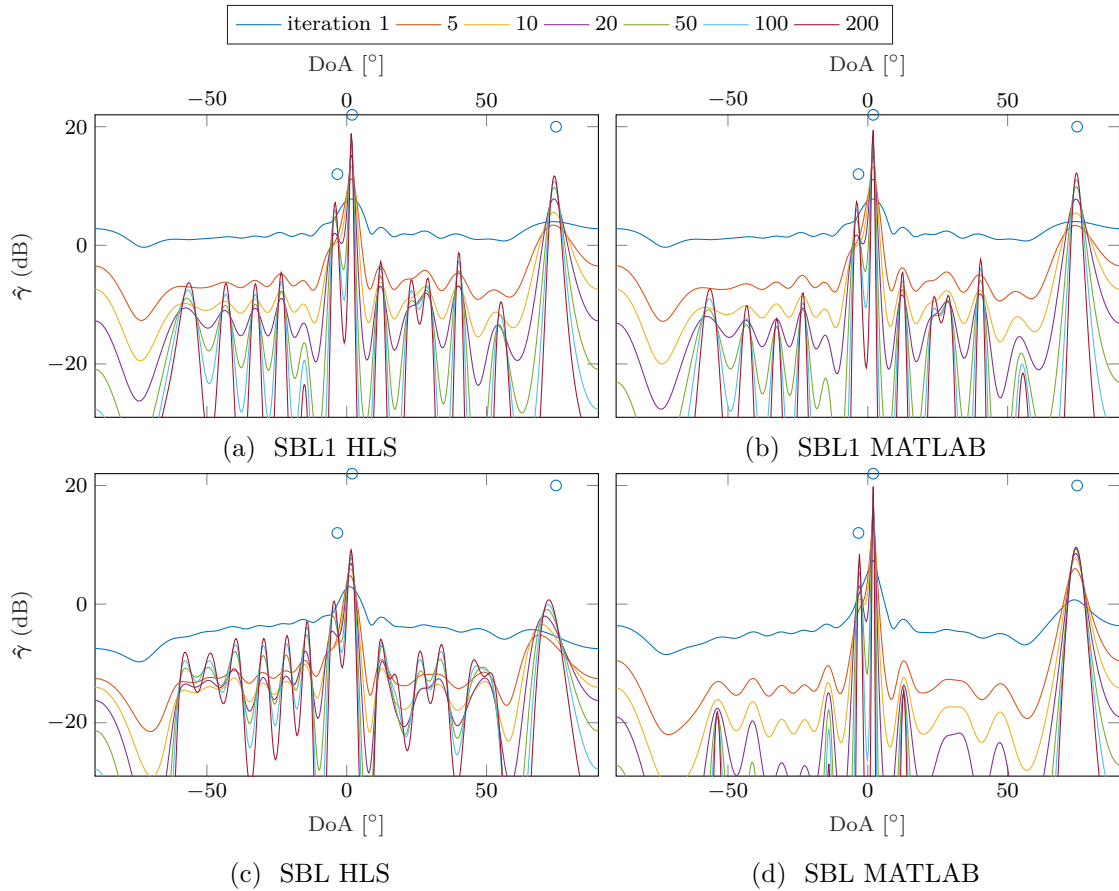 iteration 1 5 10 20 50 100 200
DoA [°] DoA [°]
−50 0 50 −50 0 50
20
0
−20
γ̂ (dB)
(a) SBL1 HLS (b) SBL1 MATLAB
20
0
−20
γ̂ (dB)
−50 0 50 −50 0 50
DoA [°] DoA [°]
(c) SBL HLS (d) SBL MATLAB